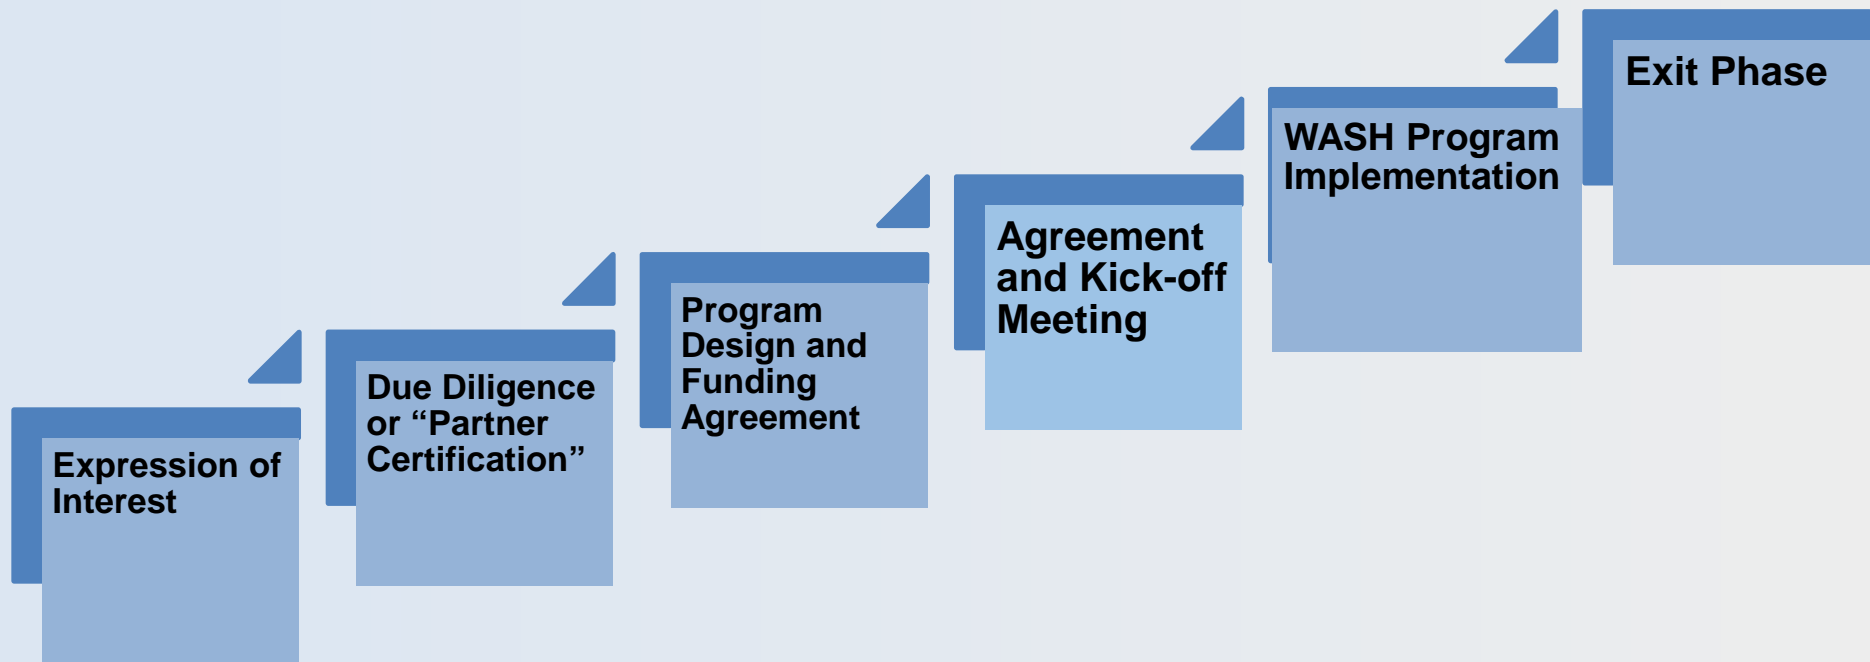 Expression of
Interest
Due Diligence
or “Partner
Certification”
Program
Design and
Funding
Agreement
Agreement
and Kick-off
Meeting
WASH Program
Implementation
Exit Phase